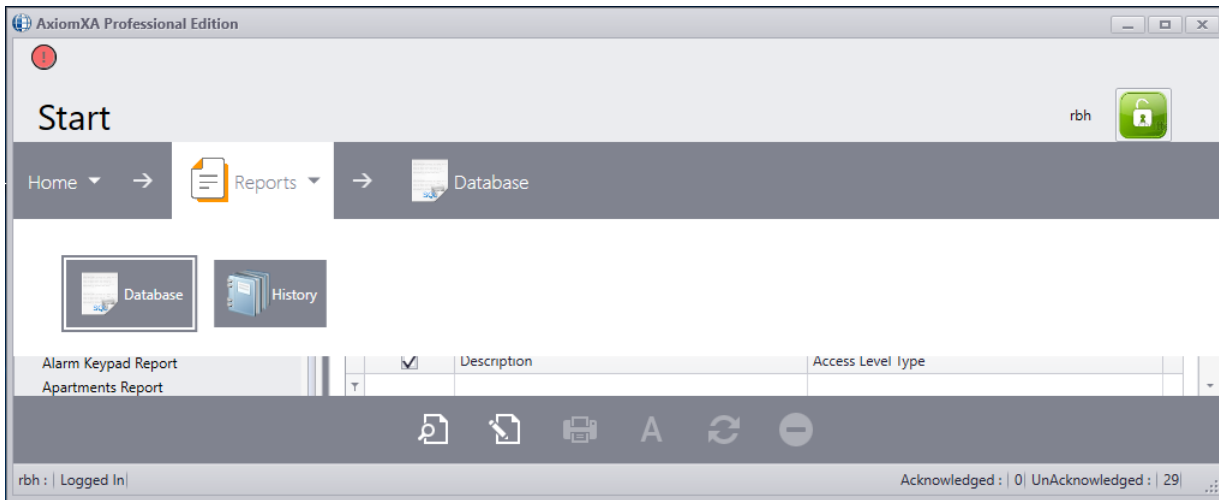 AxiomXA Professional Edition
Start
rbh
Home
Reports
Database
Database
History
Alarm Keypad Report
Description
Access Level Type
Apartments Report
A
rbh : | Logged In|
Acknowledged : | 0| UnAcknowledged : | 29|